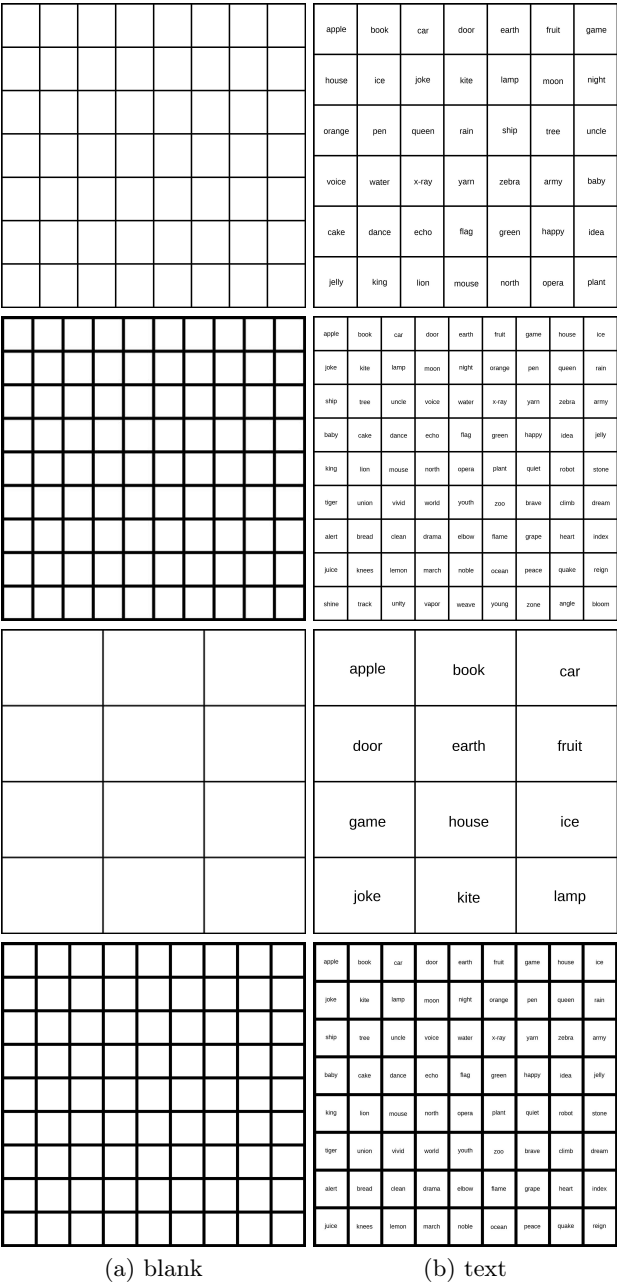 apple book car door earth fruit game
house ice joke kite lamp moon night
orange pen queen rain ship tree uncle
voice water x-ray yarn zebra army baby
cake dance echo flag green happy idea
jelly king lion mouse north opera plant
apple book car door earth fruit game house ice
joke kite lamp moon night orange pen queen rain
ship tree uncle voice water x-ray yarn zebra army
baby cake dance echo flag green happy idea jelly
king lion mouse north opera plant quiet robot stone
tiger union vivid world youth zoo brave climb dream
alert bread clean drama elbow flame grape heart index
juice knees lemon march noble ocean peace quake reign
shine track unity vapor weave young zone angle bloom
apple book car
door earth fruit
game house ice
joke kite lamp
apple book car door earth fruit game house ice
joke kite lamp moon night orange pen queen rain
ship tree uncle voice water x-ray yarn zebra army
baby cake dance echo flag green happy idea jelly
king lion mouse north opera plant quiet robot stone
tiger union vivid world youth zoo brave climb dream
alert bread clean drama elbow flame grape heart index
juice knees lemon march noble ocean peace quake reign
(a) blank (b) text